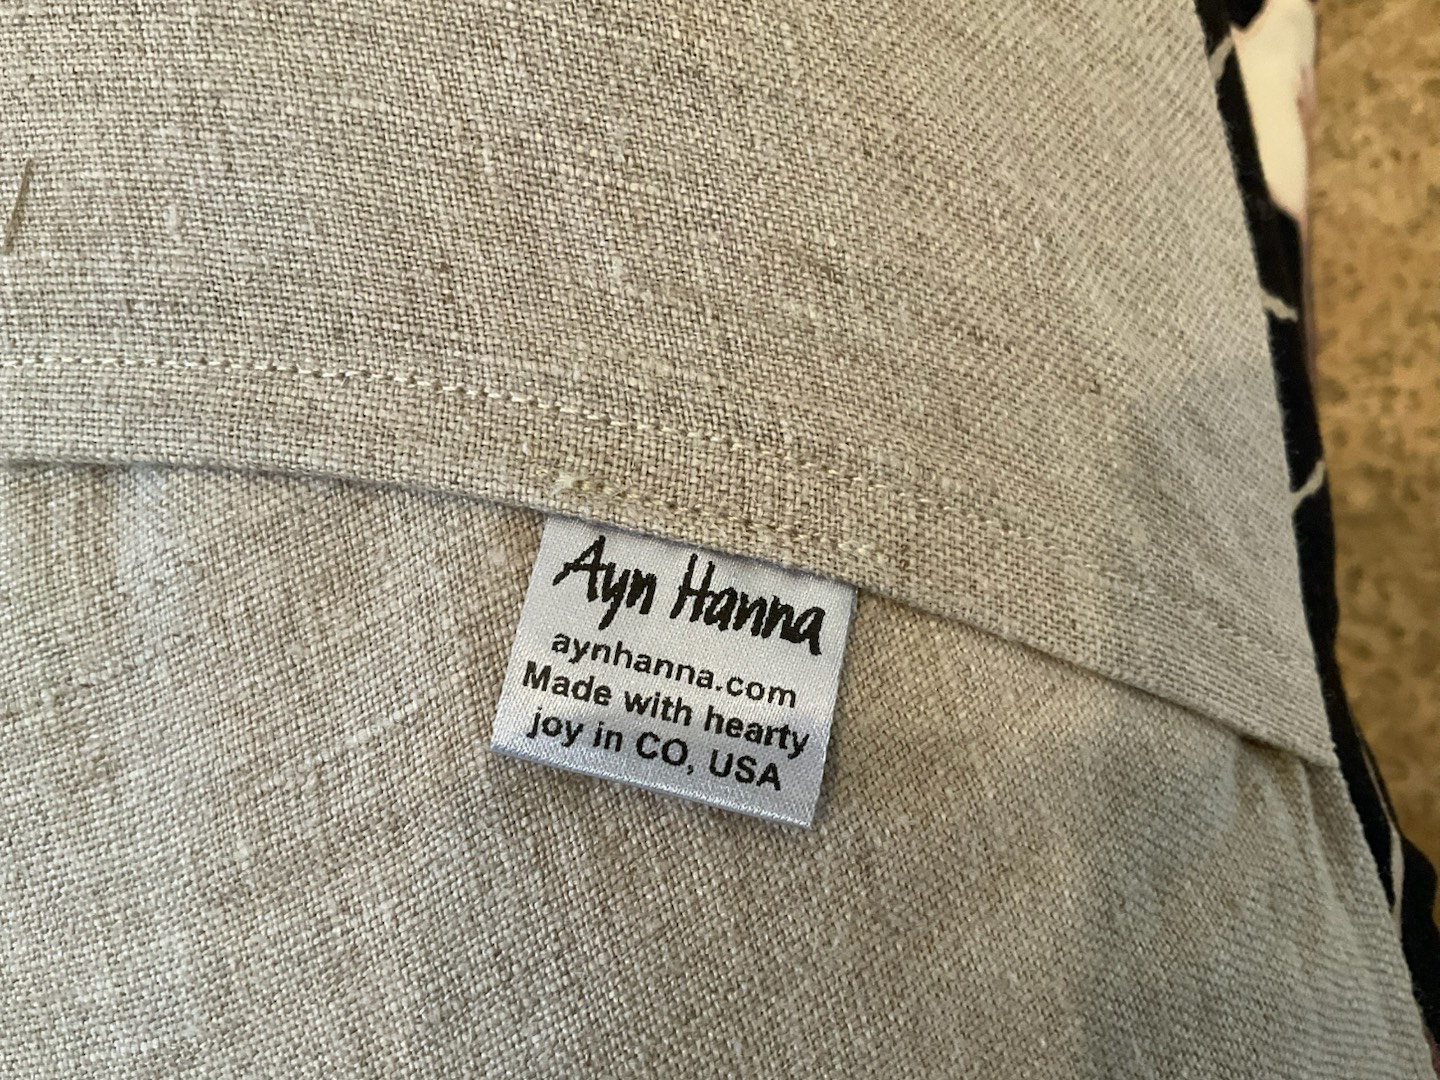 Ayn Hanna
aynhanna.com
Made with hearty
joy in CO, USA